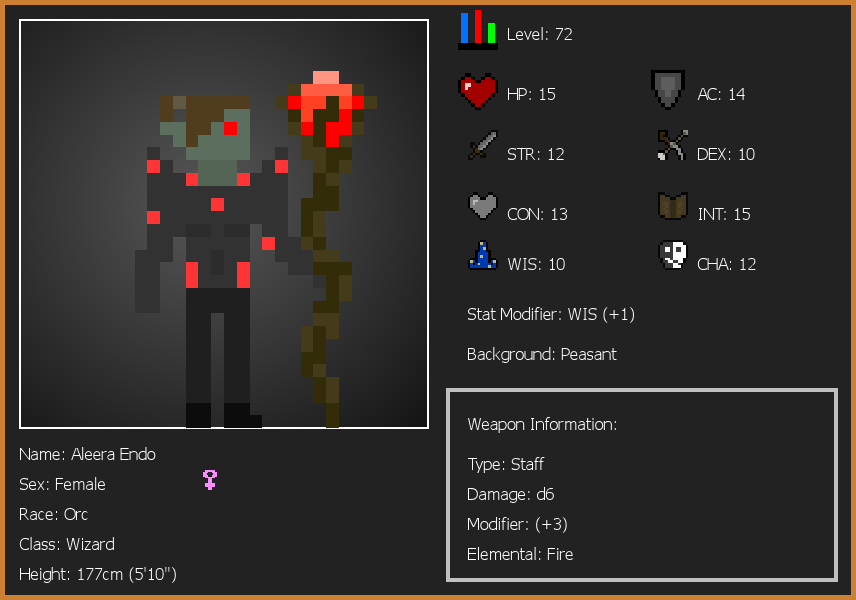 Level: 72
HP: 15
AC: 14
STR: 12
DEX: 10
CON: 13
INT: 15
WIS: 10
CHA: 12
Stat Modifier: WIS (+1)
Background: Peasant
Weapon Information:
Type: Staff
Damage: d6
Modifier: (+3)
Elemental: Fire
Name: Aleera Endo
Sex: Female
Race: Orc
Class: Wizard
Height: 177cm (5'10")